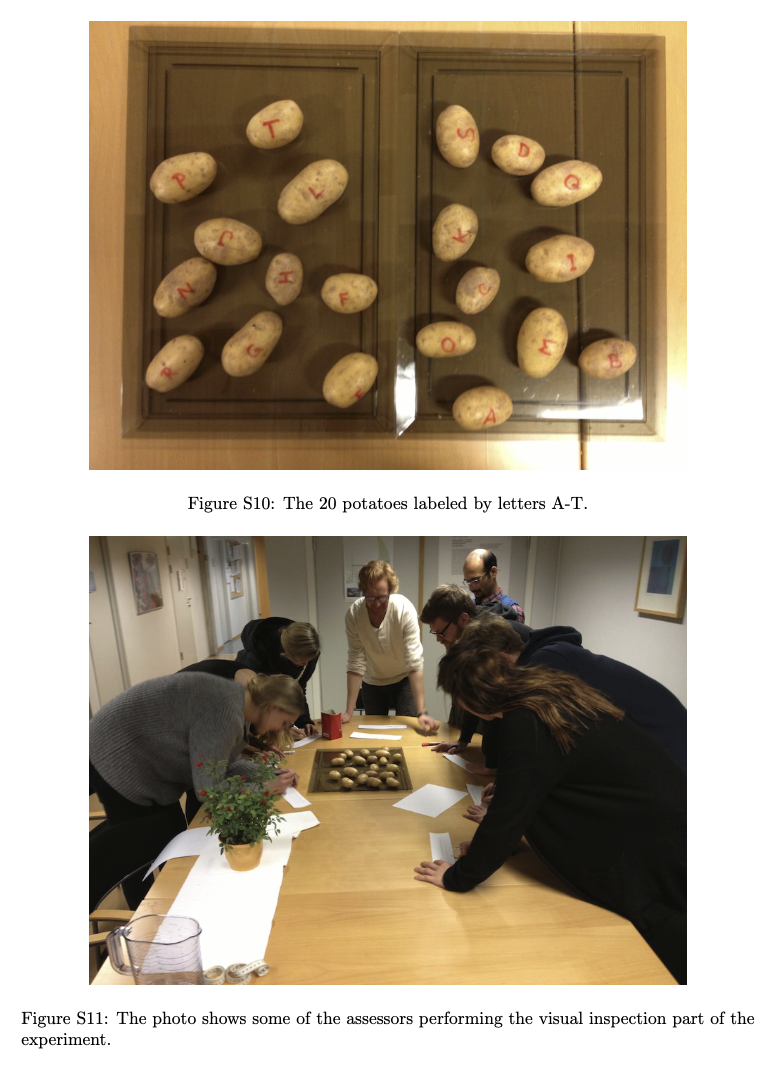 T
P
L
J
N
H
F
R
G
E
S
D
Q
K
I
C
O
M
B
A
Figure S10: The 20 potatoes labeled by letters A-T.
Figure S11: The photo shows some of the assessors performing the visual inspection part of the
experiment.